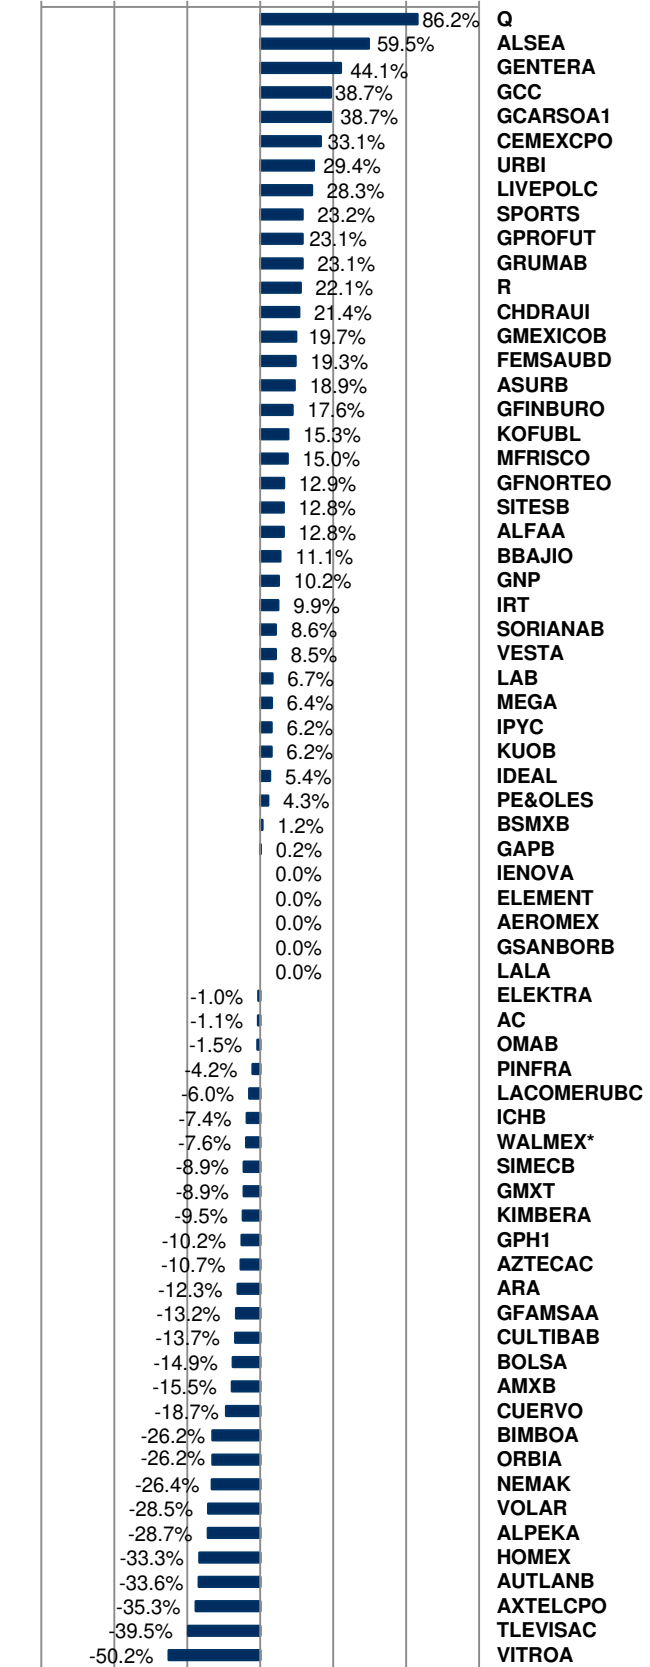 86.2% Q
59.5% ALSEA
44.1% GENTERA
38.7% GCC
38.7% GCARSOA1
33.1% CEMEXCPO
29.4% URBI
28.3% LIVEPOLC
23.2% SPORTS
23.1% GPROFUT
23.1% GRUMAB
22.1% R
21.4% CHDRAUI
19.7% GMEXICOB
19.3% FEMSAUBD
18.9% ASURB
17.6% GFINBURO
15.3% KOFUBL
15.0% MFRISCO
12.9% GFNORTEO
12.8% SITESB
12.8% ALFAA
11.1% BBAJIO
10.2% GNP
9.9% IRT
8.6% SORIANAB
8.5% VESTA
6.7% LAB
6.4% MEGA
6.2% IPYC
6.2% KUOB
5.4% IDEAL
4.3% PE&OLES
1.2% BSMXB
0.2% GAPB
0.0% IENOVA
0.0% ELEMENT
0.0% AEROMEX
0.0% GSANBORB
0.0% LALA
-1.0% ELEKTRA
-1.1% AC
-1.5% OMAB
-4.2% PINFRA
-6.0% LACOMERUBC
-7.4% ICHB
-7.6% WALMEX*
-8.9% SIMECB
-8.9% GMXT
-9.5% KIMBERA
-10.2% GPH1
-10.7% AZTECAC
-12.3% ARA
-13.2% GFAMSAA
-13.7% CULTIBAB
-14.9% BOLSA
-15.5% AMXB
-18.7% CUERVO
-26.2% BIMBOA
-26.2% ORBIA
-26.4% NEMAK
-28.5% VOLAR
-28.7% ALPEKA
-33.3% HOMEX
-33.6% AUTLANB
-35.3% AXTELCPO
-39.5% TLEVISAC
-50.2% VITROA